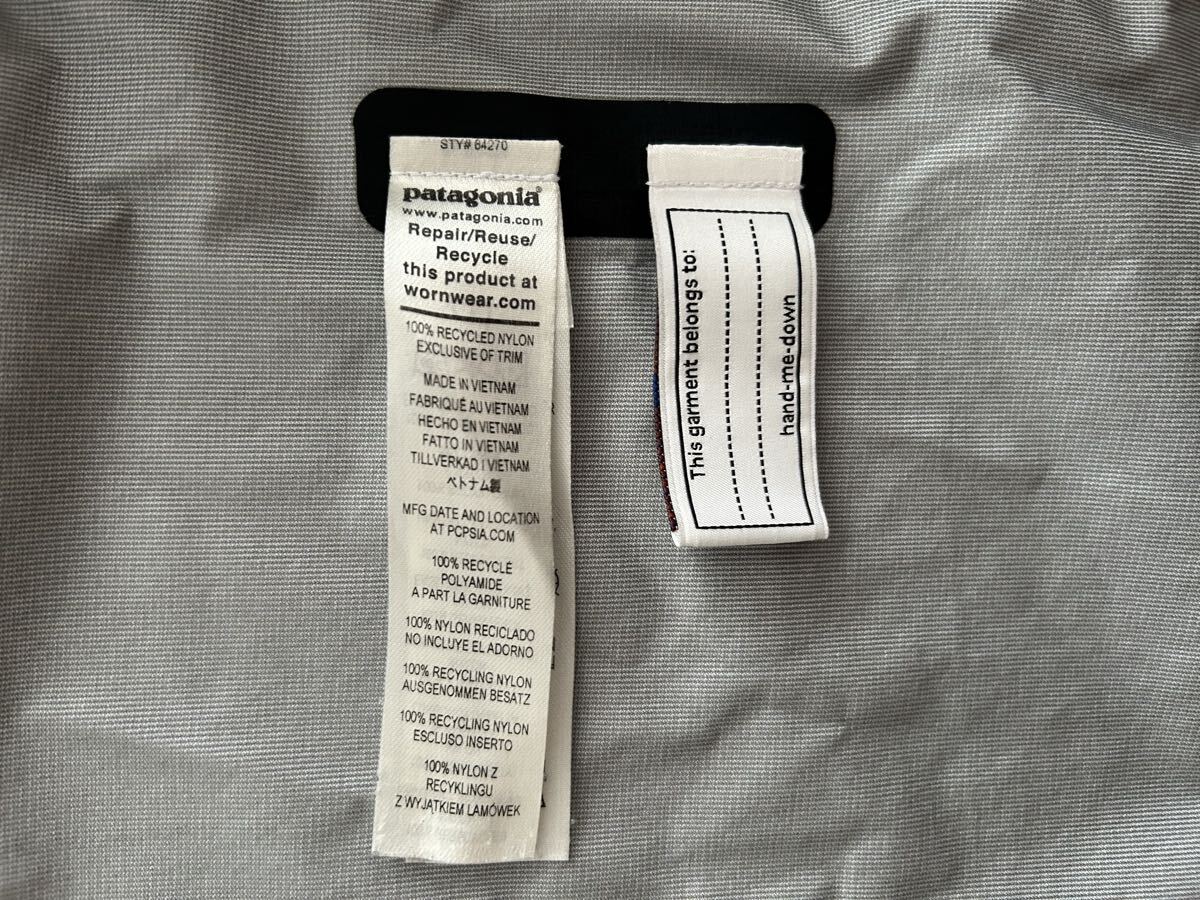 STY# 64270
patagonia®
www.patagonia.com
Repair/Reuse/
Recycle
this product at
wornwear.com
100% RECYCLED NYLON
EXCLUSIVE OF TRIM
MADE IN VIETNAM
FABRIQUÉ AU VIETNAM
HECHO EN VIETNAM
FATTO IN VIETNAM
TILLVERKAD I VIETNAM
ベトナム製
MFG DATE AND LOCATION
AT PCPSIA.COM
100% RECYCLÉ
POLYAMIDE
A PART LA GARNITURE
100% NYLON RECICLADO
NO INCLUYE EL ADORNO
100% RECYCLING NYLON
AUSGENOMMEN BESATZ
100% RECYCLING NYLON
ESCLUSO INSERTO
100% NYLON Z
RECYKLINGU
Z WYJĄTKIEM LAMÓWEK
This garment belongs to:
hand-me-down